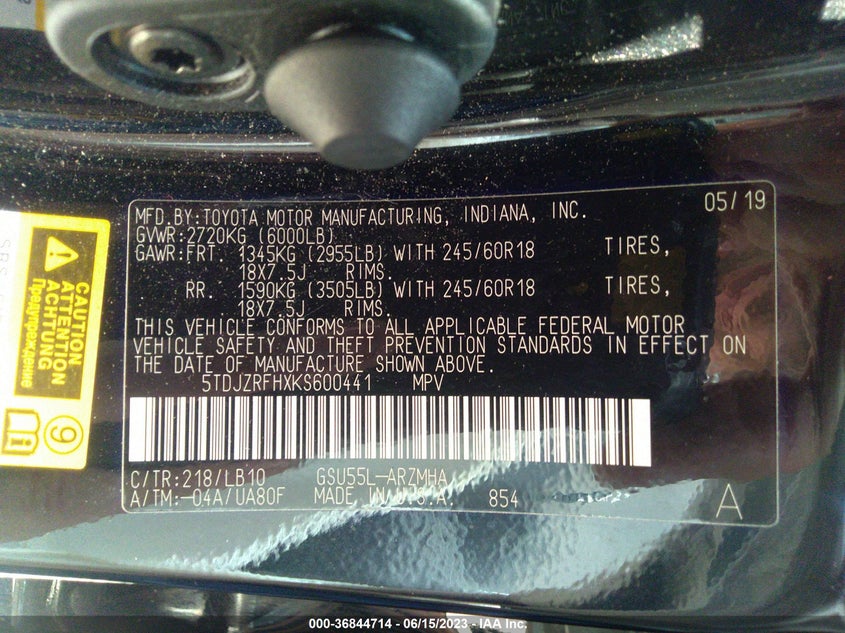 MFD.BY:TOYOTA MOTOR MANUFACTURING, INDIANA, INC. 05/19
GVWR:2720KG (6000LB)
GAWR:FRT. 1345KG (2955LB) WITH 245/60R18 TIRES,
18X7.5J RIMS.
RR. 1590KG (3505LB) WITH 245/60R18 TIRES,
18X7.5J RIMS.
THIS VEHICLE CONFORMS TO ALL APPLICABLE FEDERAL MOTOR
VEHICLE SAFETY AND THEFT PREVENTION STANDARDS IN EFFECT ON
THE DATE OF MANUFACTURE SHOWN ABOVE.
5TDJZRFHXKS600441 MPV
C/TR:218/LB10 GSU55L-ARZMHA
A/TM:-04A/UA80F MADE IN U.S.A. 854 A
CAUTION
ATTENTION
ACHTUNG
Предупреждение
9
000-36844714 - 06/15/2023 - IAA Inc.